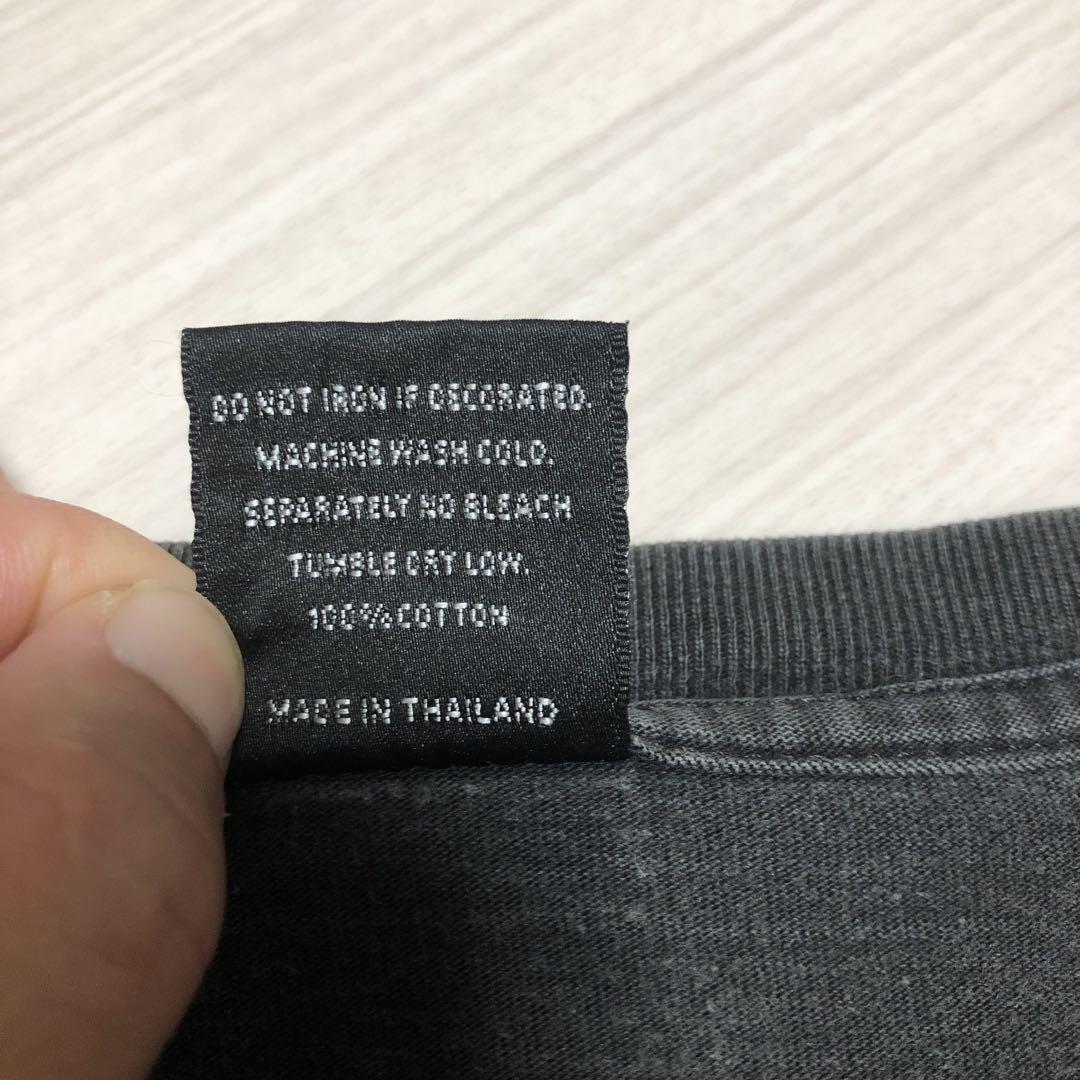 DO NOT IRON IF DECORATED.
MACHINE WASH COLD.
SEPARATELY NO BLEACH
TUMBLE DRY LOW.
100% COTTON
MADE IN THAILAND